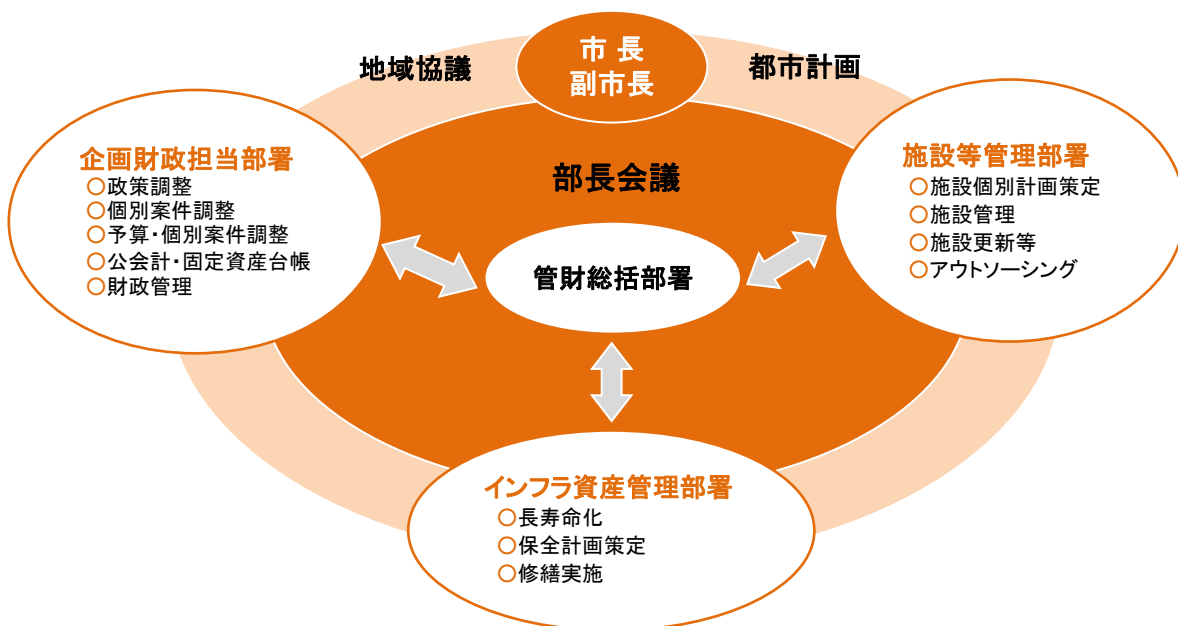 市 長
副市長
地域協議
都市計画
企画財政担当部署
○政策調整
○個別案件調整
○予算・個別案件調整
○公会計・固定資産台帳
○財政管理
部長会議
管財総括部署
施設等管理部署
○施設個別計画策定
○施設管理
○施設更新等
○アウトソーシング
インフラ資産管理部署
○長寿命化
○保全計画策定
○修繕実施